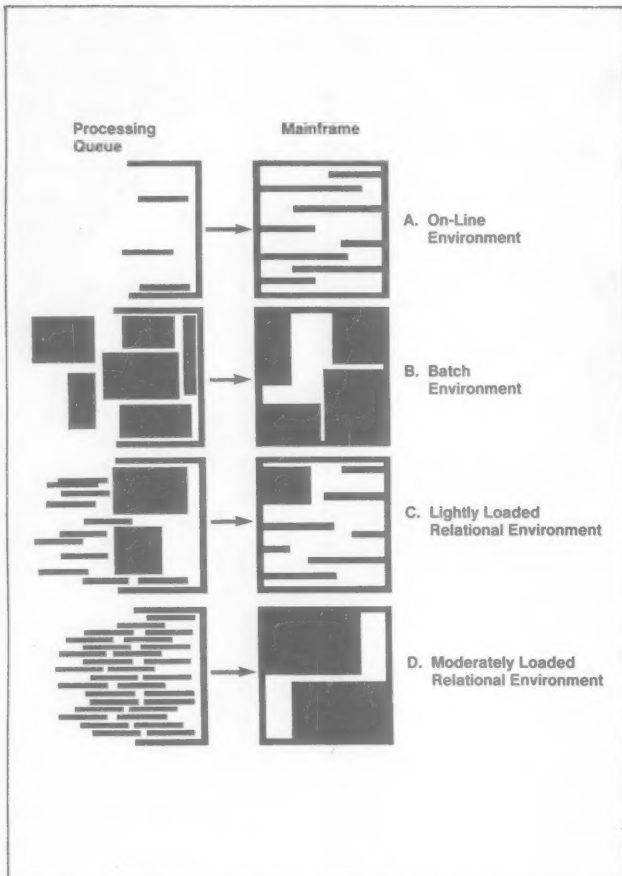 Processing
Queue
Mainframe
A. On-Line
Environment
B. Batch
Environment
C. Lightly Loaded
Relational Environment
D. Moderately Loaded
Relational Environment